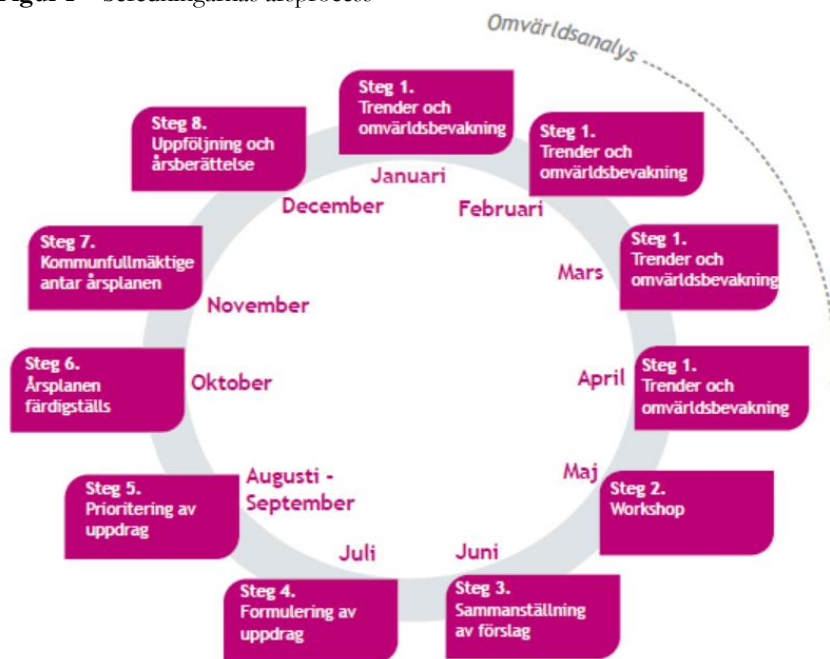 årsprocess
Omvärldsanalys
Steg 1.
Trender och
omvärldsbevakning
Januari
Steg 1.
Trender och
omvärldsbevakning
Februari
Steg 1.
Trender och
omvärldsbevakning
Mars
Steg 1.
Trender och
omvärldsbevakning
April
Steg 2.
Workshop
Maj
Steg 3.
Sammanställning
av förslag
Juni
Steg 4.
Formulering av
uppdrag
Juli
Steg 5.
Prioritering av
uppdrag
Augusti -
September
Steg 6.
Årsplanen
färdigställs
Oktober
Steg 7.
Kommunfullmäktige
antar årsplanen
November
Steg 8.
Uppföljning och
årsberättelse
December